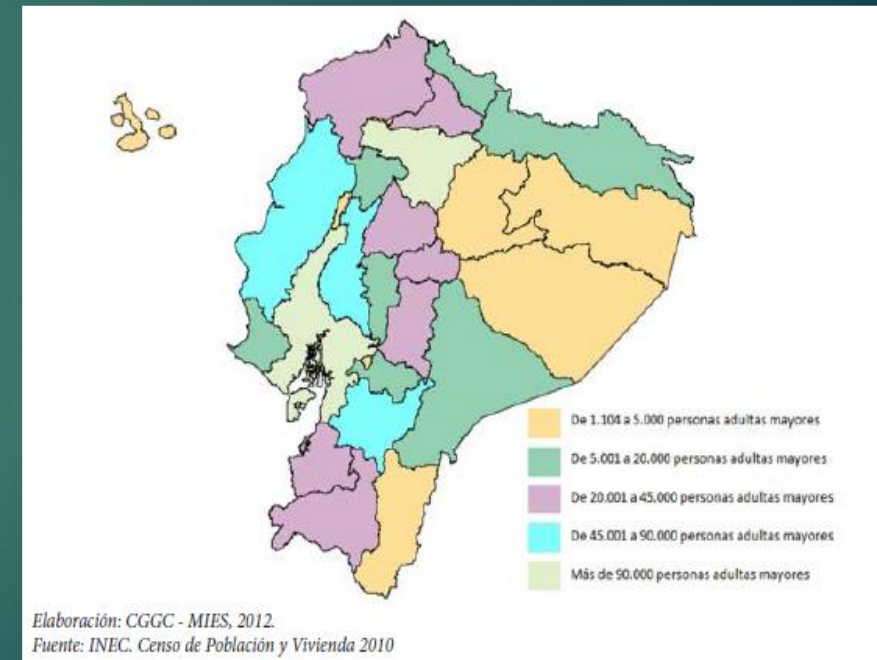 De 1.104 a 5.000 personas adultas mayores
De 5.001 a 20.000 personas adultas mayores
De 20.001 a 45.000 personas adultas mayores
De 45.001 a 90.000 personas adultas mayores
Más de 90.000 personas adultas mayores
Elaboración: CGGC - MIES, 2012.
Fuente: INEC. Censo de Población y Vivienda 2010